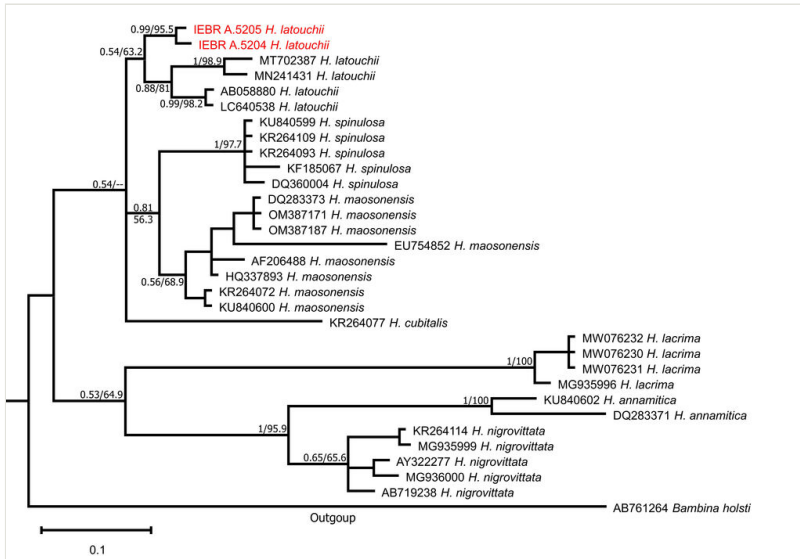 0.99/95.5
IEBR A.5205 H. latouchii
IEBR A.5204 H. latouchii
0.54/63.2
1/98.9
MT702387 H. latouchii
MN241431 H. latouchii
0.88/81
AB058880 H. latouchii
0.99/98.2
LC640538 H. latouchii
KU840599 H. spinulosa
KR264109 H. spinulosa
1/97.7
KR264093 H. spinulosa
KF185067 H. spinulosa
0.54/--
DQ360004 H. spinulosa
DQ283373 H. maosonensis
0.81
56.3
OM387171 H. maosonensis
OM387187 H. maosonensis
EU754852 H. maosonensis
AF206488 H. maosonensis
0.56/68.9
HQ337893 H. maosonensis
KR264072 H. maosonensis
KU840600 H. maosonensis
KR264077 H. cubitalis
MW076232 H. lacrima
1/100
MW076230 H. lacrima
MW076231 H. lacrima
MG935996 H. lacrima
0.53/64.9
1/100
KU840602 H. annamitica
DQ283371 H. annamitica
1/95.9
KR264114 H. nigrovittata
MG935999 H. nigrovittata
0.65/65.6
AY322277 H. nigrovittata
MG936000 H. nigrovittata
AB719238 H. nigrovittata
AB761264 Bambina holsti
Outgoup
0.1